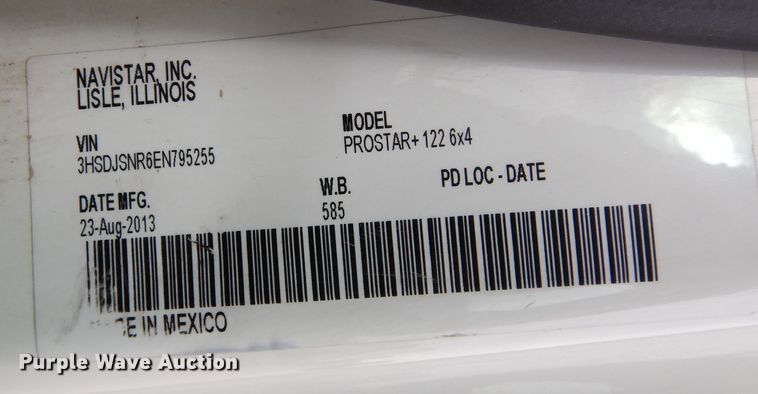 NAVISTAR, INC.
LISLE, ILLINOIS
VIN
3HSDJSNR6EN795255
MODEL
PROSTAR+ 122 6x4
DATE MFG.
23-Aug-2013
W.B.
585
PD LOC - DATE
IN MEXICO
Purple Wave Auction